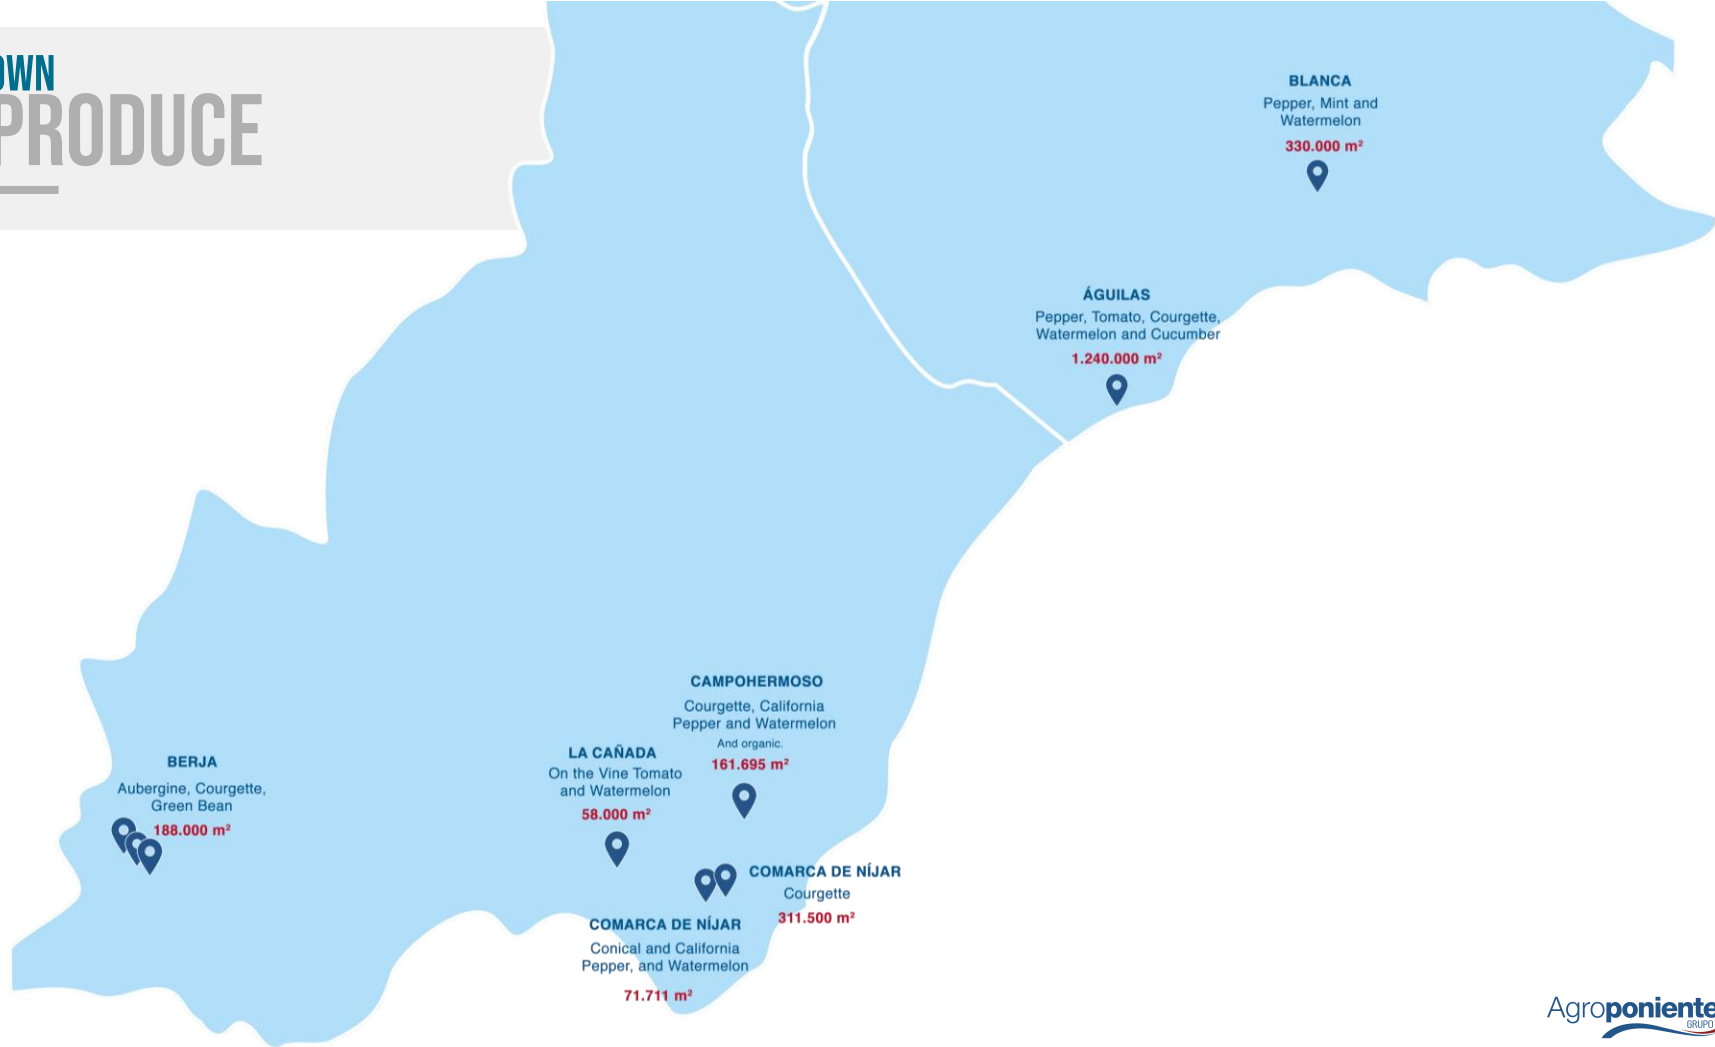 OWN
PRODUCE
BLANCA
Pepper, Mint and
Watermelon
330.000 m²
ÁGUILAS
Pepper, Tomato, Courgette,
Watermelon and Cucumber
1.240.000 m²
CAMPOHERMOSO
Courgette, California
Pepper and Watermelon
And organic.
161.695 m²
LA CAÑADA
On the Vine Tomato
and Watermelon
58.000 m²
BERJA
Aubergine, Courgette,
Green Bean
188.000 m²
COMARCA DE NÍJAR
Courgette
311.500 m²
COMARCA DE NÍJAR
Conical and California
Pepper, and Watermelon
71.711 m²
Agroponiente
GRUPO